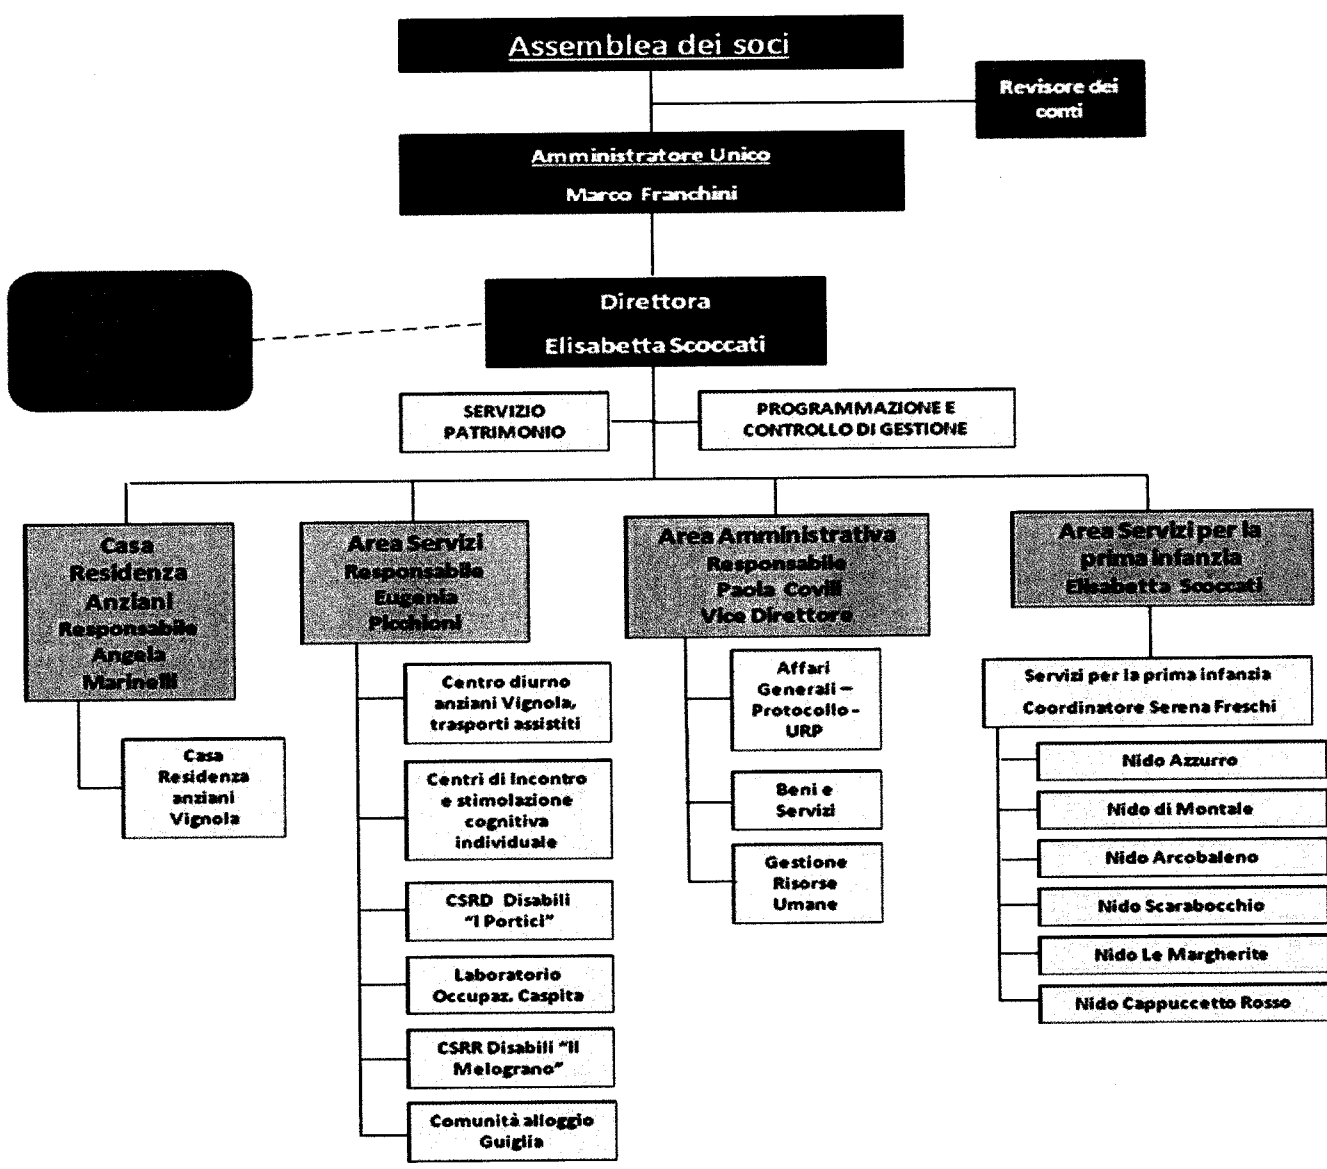 Assemblea dei soci
Revisore dei
conti
Amministratore Unico
Marco Franchini
Direttora
Elisabetta Scoccati
SERVIZIO
PATRIMONIO
PROGRAMMAZIONE E
CONTROLLO DI GESTIONE
Casa
Residenza
Anziani
Responsabile
Angela
Marinelli
Casa
Residenza
anziani
Vignola
Area Servizi
Responsabile
Eugenia
Picchioni
Centro diurno
anziani Vignola,
trasporti assistiti
Centri di Incontro
e stimolazione
cognitiva
individuale
CSRD Disabili
"I Portici"
Laboratorio
Occupaz. Caspita
CSRR Disabili "Il
Melograno"
Comunità alloggio
Guiglia
Area Amministrativa
Responsabile
Paola Covili
Vice Direttore
Affari
Generali –
Protocollo -
URP
Beni e
Servizi
Gestione
Risorse
Umane
Area Servizi per la
prima infanzia
Elisabetta Scoccati
Servizi per la prima infanzia
Coordinatore Serena Freschi
Nido Azzurro
Nido di Montale
Nido Arcobaleno
Nido Scarabocchio
Nido Le Margherite
Nido Cappuccetto Rosso